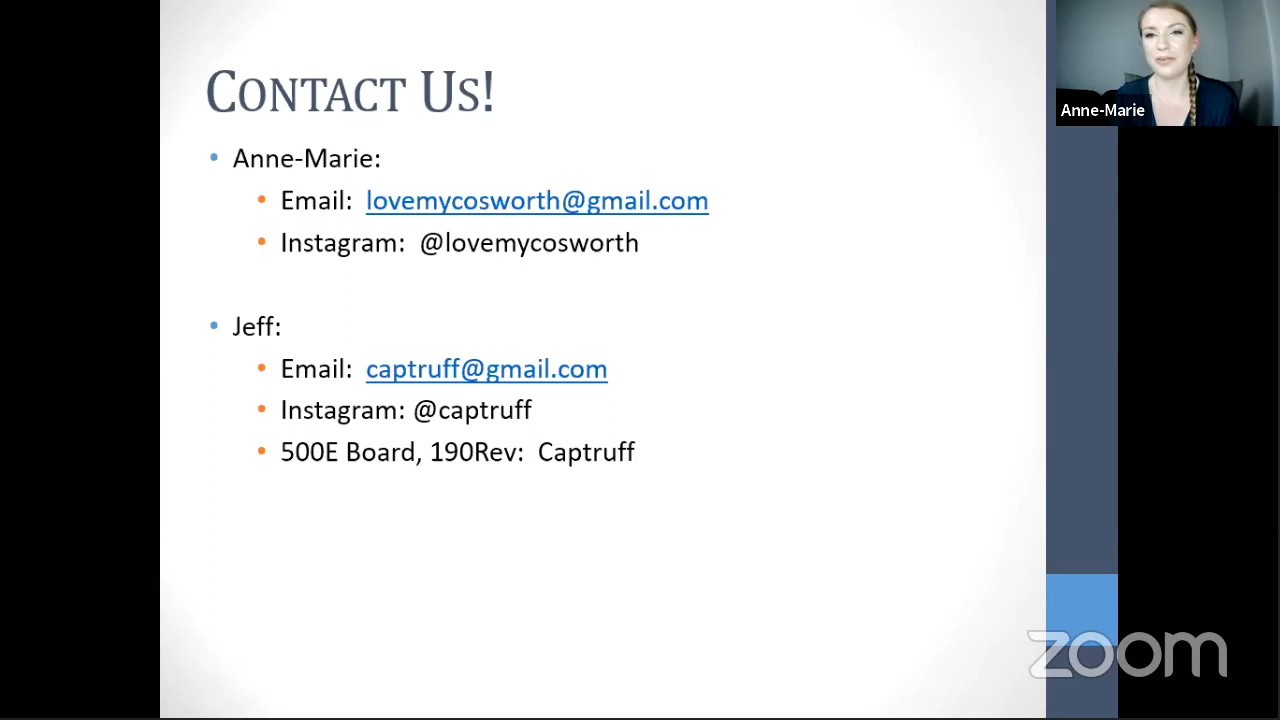 CONTACT US!
Anne-Marie
• Anne-Marie:
• Email: lovemycosworth@gmail.com
• Instagram: @lovemycosworth
• Jeff:
• Email: captruff@gmail.com
• Instagram: @captruff
• 500E Board, 190Rev: Captruff
zoom